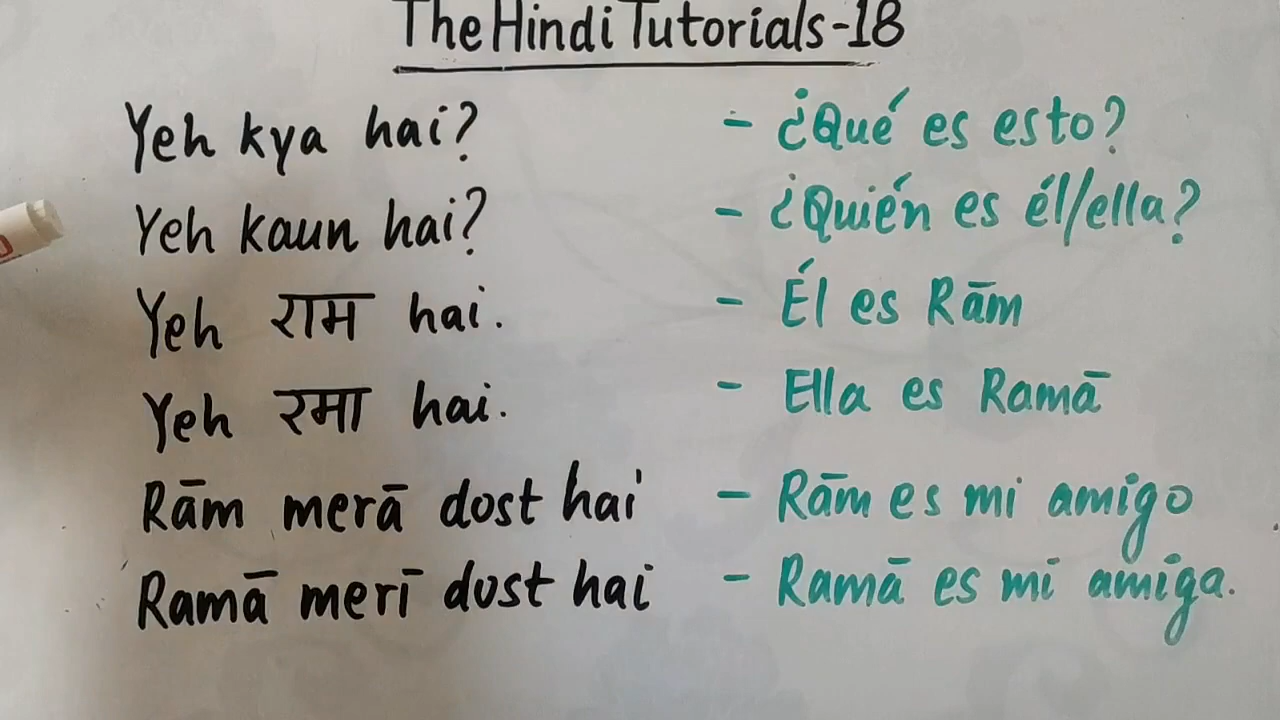 The Hindi Tutorials-18
Yeh kya hai? - ¿Qué es esto?
Yeh kaun hai? - ¿Quién es él/ella?
Yeh राम hai. - Él es Rām
Yeh रमा hai. - Ella es Ramā
Rām merā dost hai - Rām es mi amigo
Ramā merī dost hai - Ramā es mi amiga.